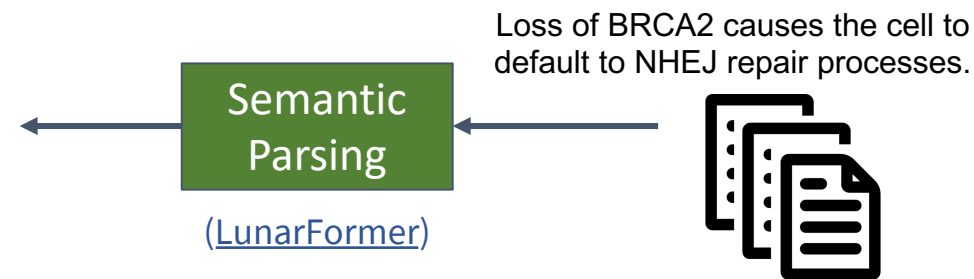 Loss of BRCA2 causes the cell to
default to NHEJ repair processes.
Semantic
Parsing
(LunarFormer)